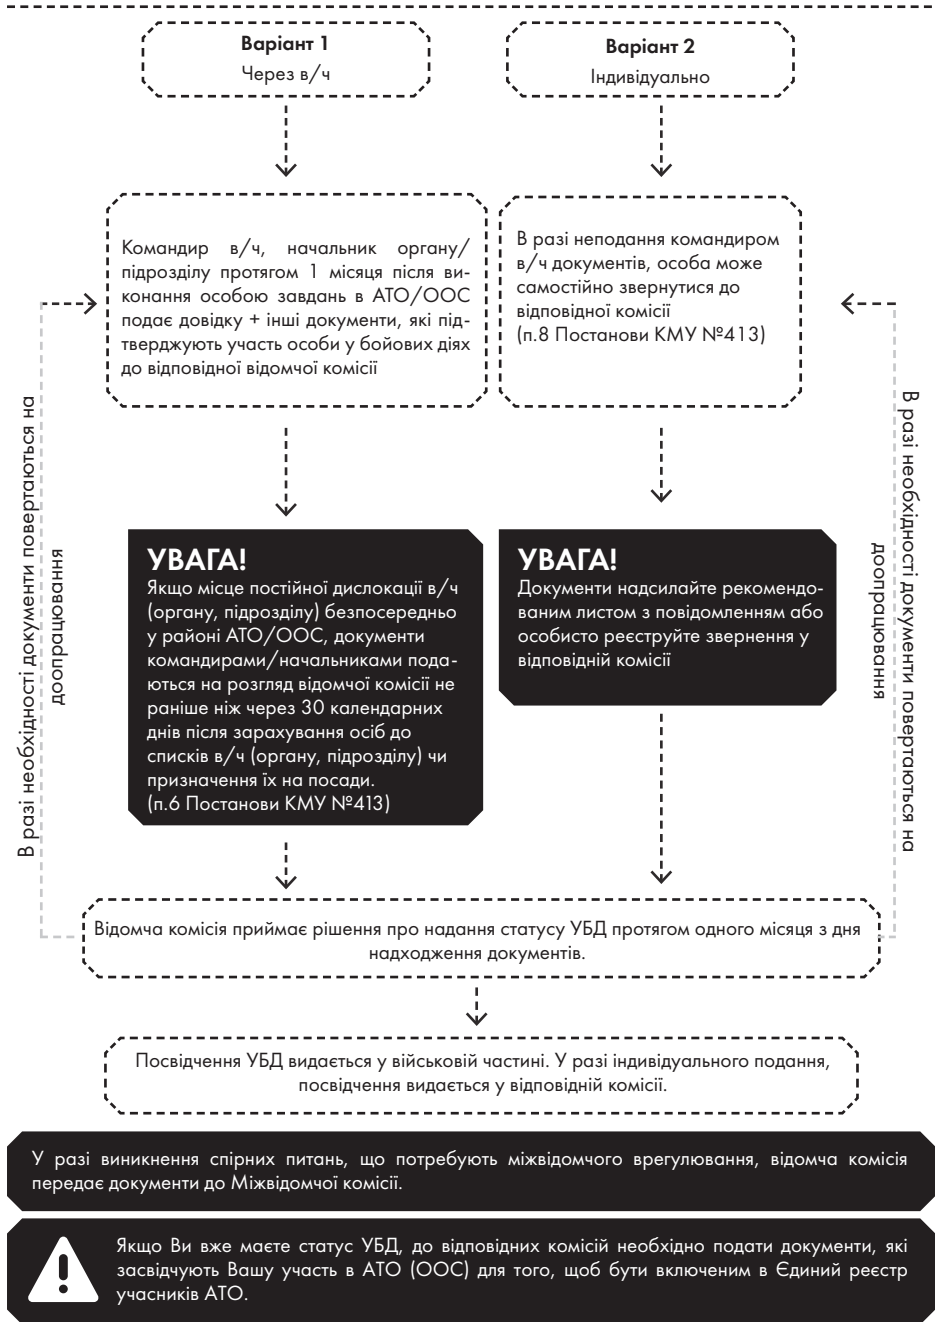 Варіант 1
Через в/ч
Варіант 2
Індивідуально
Командир в/ч, начальник органу/
підрозділу протягом 1 місяця після ви-
конання особою завдань в АТО/ООС
подає довідку + інші документи, які під-
тверджують участь особи у бойових діях
до відповідної відомчої комісії
В разі неподання командиром
в/ч документів, особа може
самостійно звернутися до
відповідної комісії
(п.8 Постанови КМУ №413)
В разі необхідності документи повертаються на
доопрацювання
В разі необхідності документи повертаються на
доопрацювання
УВАГА!
Якщо місце постійної дислокації в/ч
(органу, підрозділу) безпосередньо
у районі АТО/ООС, документи
командирами/начальниками пода-
ються на розгляд відомчої комісії не
раніше ніж через 30 календарних
днів після зарахування осіб до
списків в/ч (органу, підрозділу) чи
призначення їх на посади.
(п.6 Постанови КМУ №413)
УВАГА!
Документи надсилайте рекомендо-
ваним листом з повідомленням або
особисто реєструйте звернення у
відповідній комісії
Відомча комісія приймає рішення про надання статусу УБД протягом одного місяця з дня
надходження документів.
Посвідчення УБД видається у військовій частині. У разі індивідуального подання,
посвідчення видається у відповідній комісії.
У разі виникнення спірних питань, що потребують міжвідомчого врегулювання, відомча комісія
передає документи до Міжвідомчої комісії.
Якщо Ви вже маєте статус УБД, до відповідних комісій необхідно подати документи, які
засвідчують Вашу участь в АТО (ООС) для того, щоб бути включеним в Єдиний реєстр
учасників АТО.